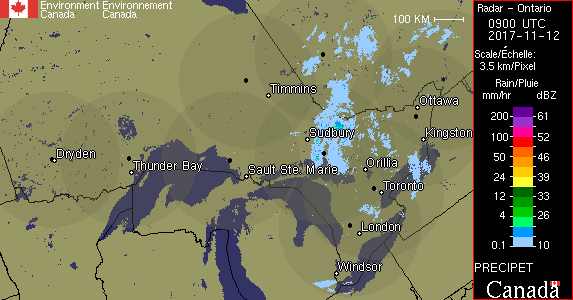 Environment Environnement
Canada Canada
100 KM
Timmins
Ottawa
Sudbury
Kingston
Dryden
Thunder Bay
Sault Ste. Marie
Orillia
Toronto
London
Windsor
Radar - Ontario
0900 UTC
2017-11-12
Scale/Échelle:
3.5 km/Pixel
Rain/Pluie
mm/hr dBZ
200 61
100 52
50 46
24 39
12 33
4 26
2 20
0.1 10
PRECIPET
Canada